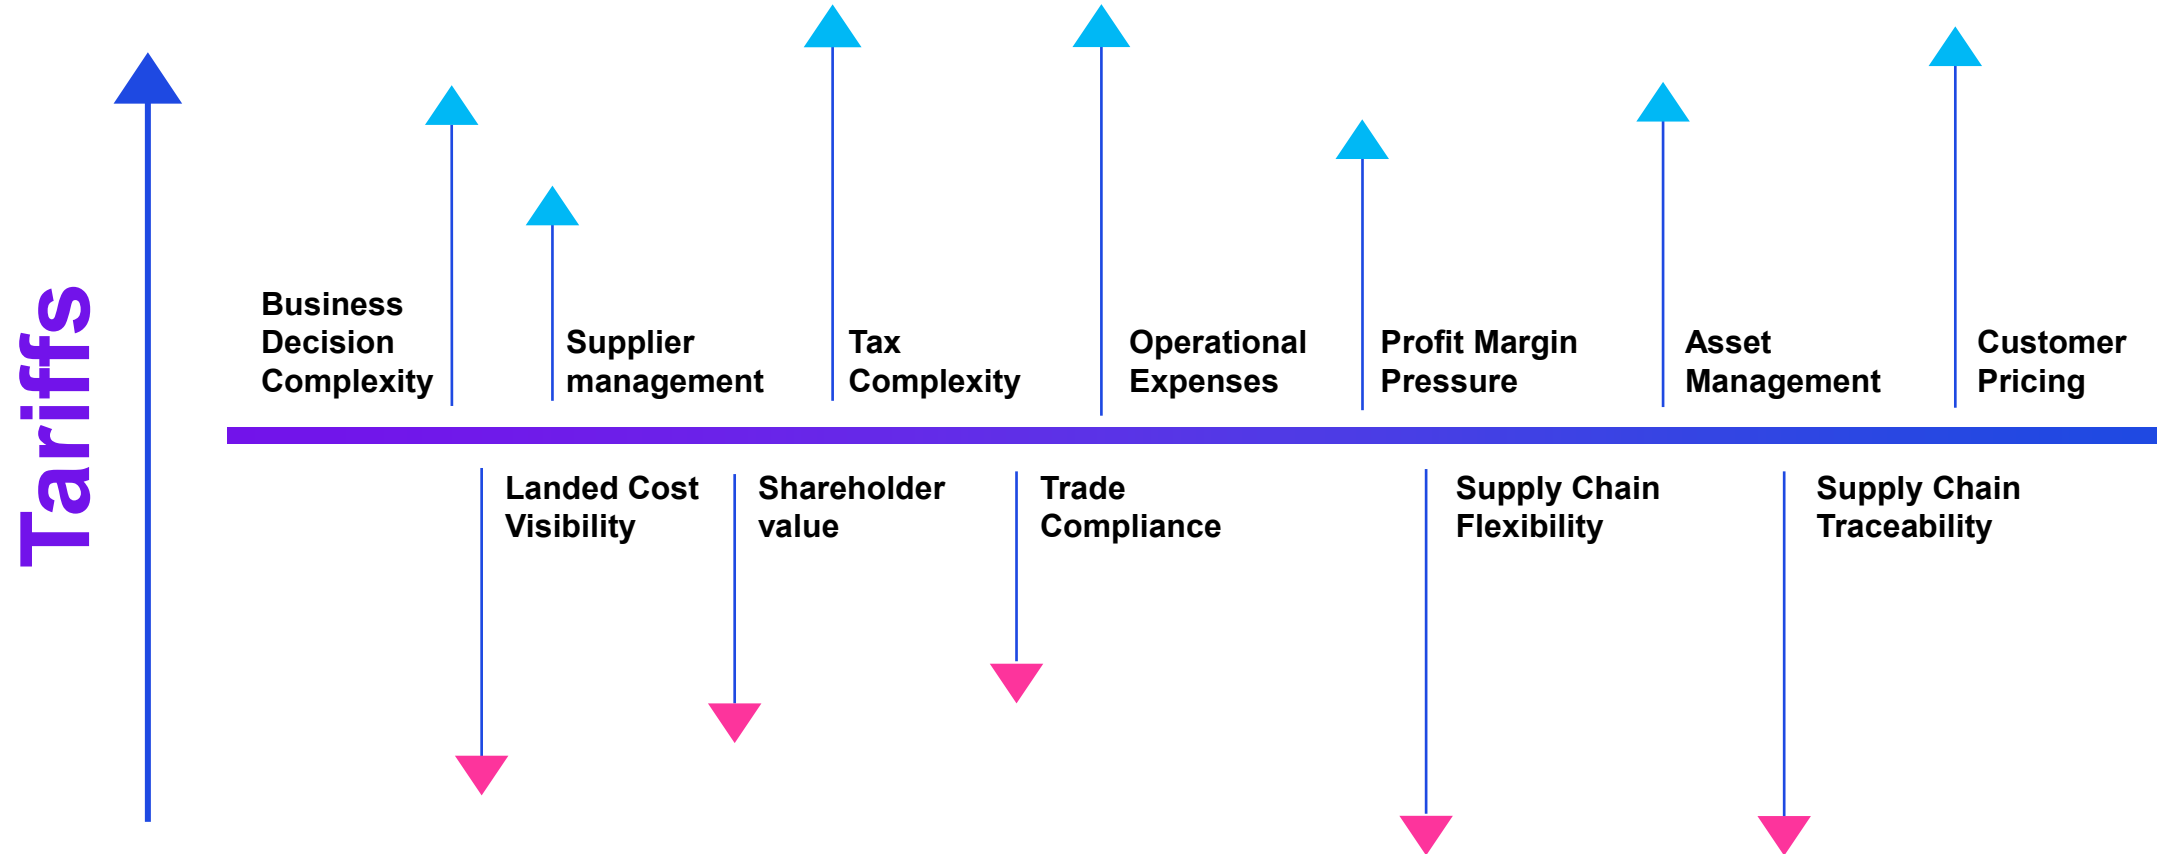 Tariffs
Business
Decision
Complexity
Supplier
management
Tax
Complexity
Operational
Expenses
Profit Margin
Pressure
Asset
Management
Customer
Pricing
Landed Cost
Visibility
Shareholder
value
Trade
Compliance
Supply Chain
Flexibility
Supply Chain
Traceability